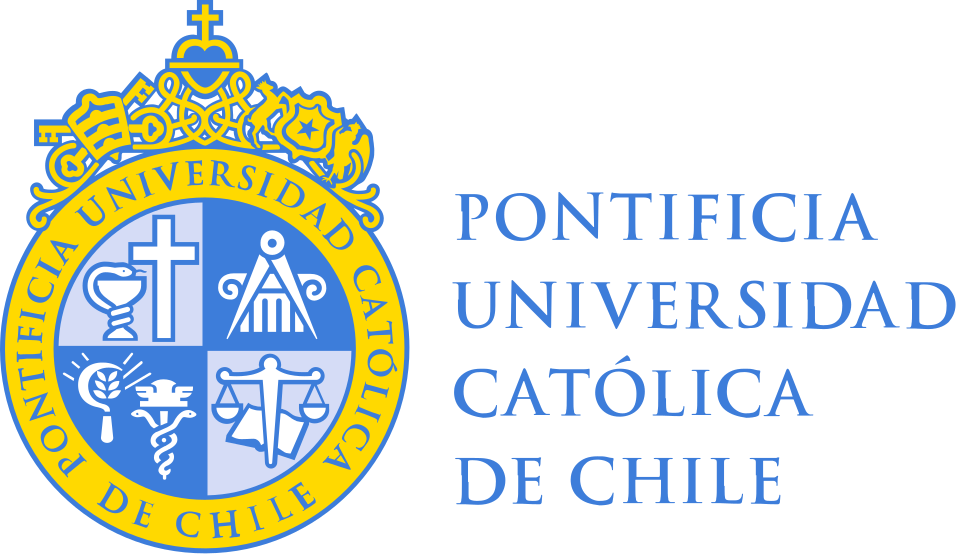 PONTIFICIA UNIVERSIDAD CATÓLICA
DE CHILE
PONTIFICIA
UNIVERSIDAD
CATÓLICA
DE CHILE